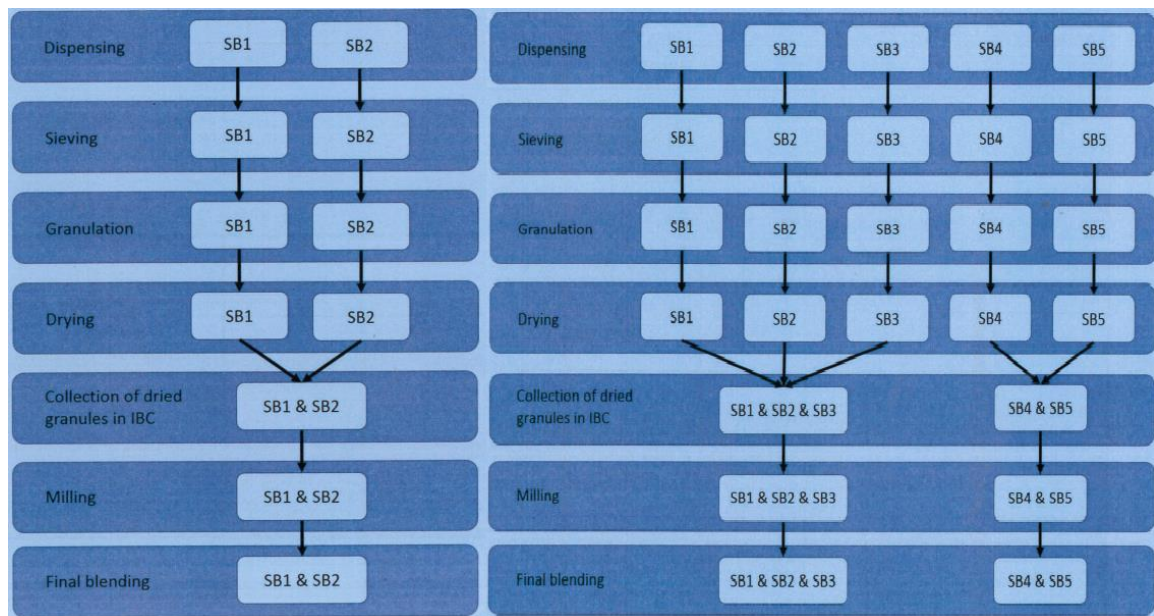 Dispensing
SB1
SB2
Sieving
SB1
SB2
Granulation
SB1
SB2
Drying
SB1
SB2
Collection of dried
granules in IBC
SB1 & SB2
Milling
SB1 & SB2
Final blending
SB1 & SB2
Dispensing
SB1
SB2
SB3
SB4
SB5
Sieving
SB1
SB2
SB3
SB4
SB5
Granulation
SB1
SB2
SB3
SB4
SB5
Drying
SB1
SB2
SB3
SB4
SB5
Collection of dried
granules in IBC
SB1 & SB2 & SB3
SB4 & SB5
Milling
SB1 & SB2 & SB3
SB4 & SB5
Final blending
SB1 & SB2 & SB3
SB4 & SB5